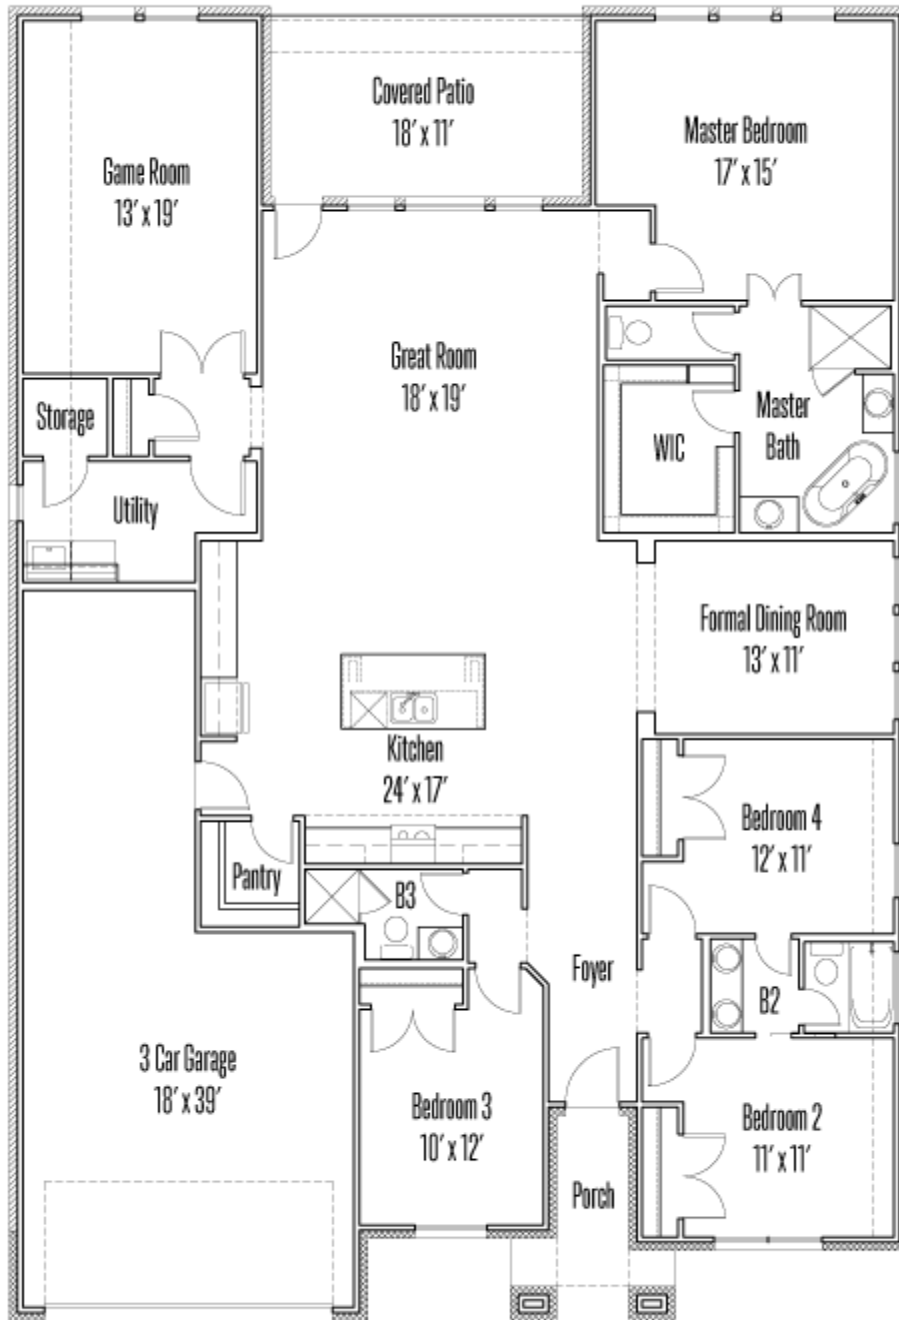 Covered Patio
18' x 11'
Master Bedroom
17' x 15'
Game Room
13' x 19'
Great Room
18' x 19'
Storage
Master
Bath
WIC
Utility
Formal Dining Room
13' x 11'
Kitchen
24' x 17'
Bedroom 4
12' x 11'
Pantry
B3
Foyer
B2
3 Car Garage
18' x 39'
Bedroom 3
10' x 12'
Bedroom 2
11' x 11'
Porch